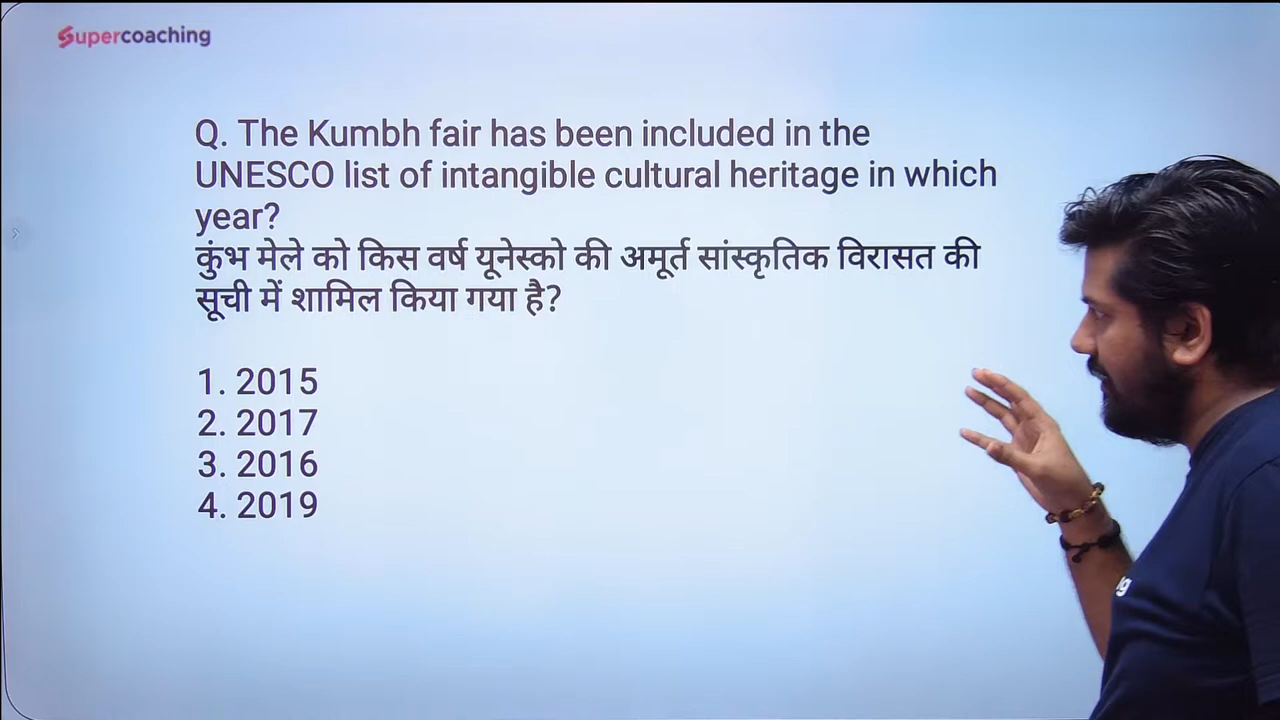 Supercoaching
Q. The Kumbh fair has been included in the
UNESCO list of intangible cultural heritage in which
year?
कुंभ मेले को किस वर्ष यूनेस्को की अमूर्त सांस्कृतिक विरासत की
सूची में शामिल किया गया है?
1. 2015
2. 2017
3. 2016
4. 2019